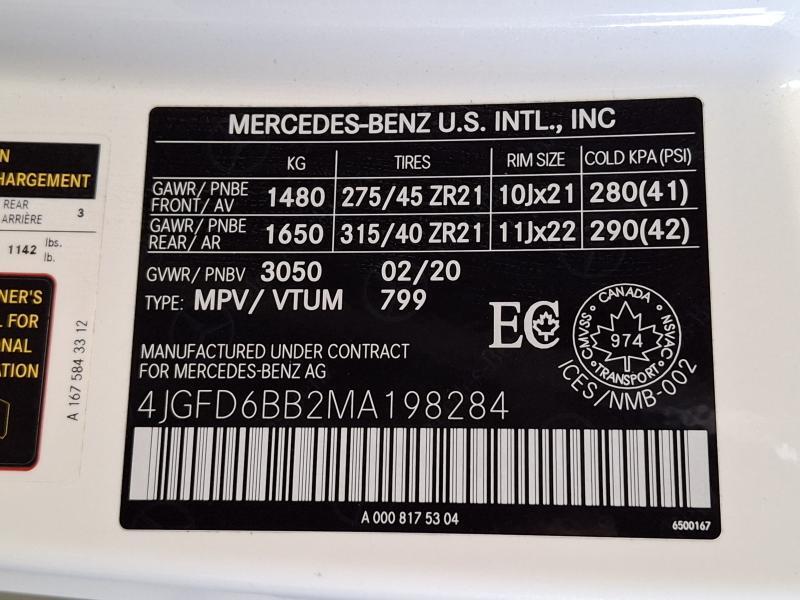 MERCEDES-BENZ U.S. INTL., INC
KG TIRES RIM SIZE COLD KPA(PSI)
GAWR/ PNBE FRONT/ AV 1480 275/45 ZR21 10Jx21 280(41)
GAWR/ PNBE REAR/ AR 1650 315/40 ZR21 11Jx22 290(42)
GVWR/ PNBV 3050 02/20
TYPE: MPV/ VTUM 799
EC
CANADA
CMVSS NSVAC
974
TRANSPORT
ICES/NMB-002
MANUFACTURED UNDER CONTRACT
FOR MERCEDES-BENZ AG
4JGFD6BB2MA198284
A 000 817 53 04
6500167
N
HARGEMENT
REAR
ARRIÈRE 3
1142 lbs.
lb.
NER'S
L FOR
ONAL
ATION
A 167 584 33 12